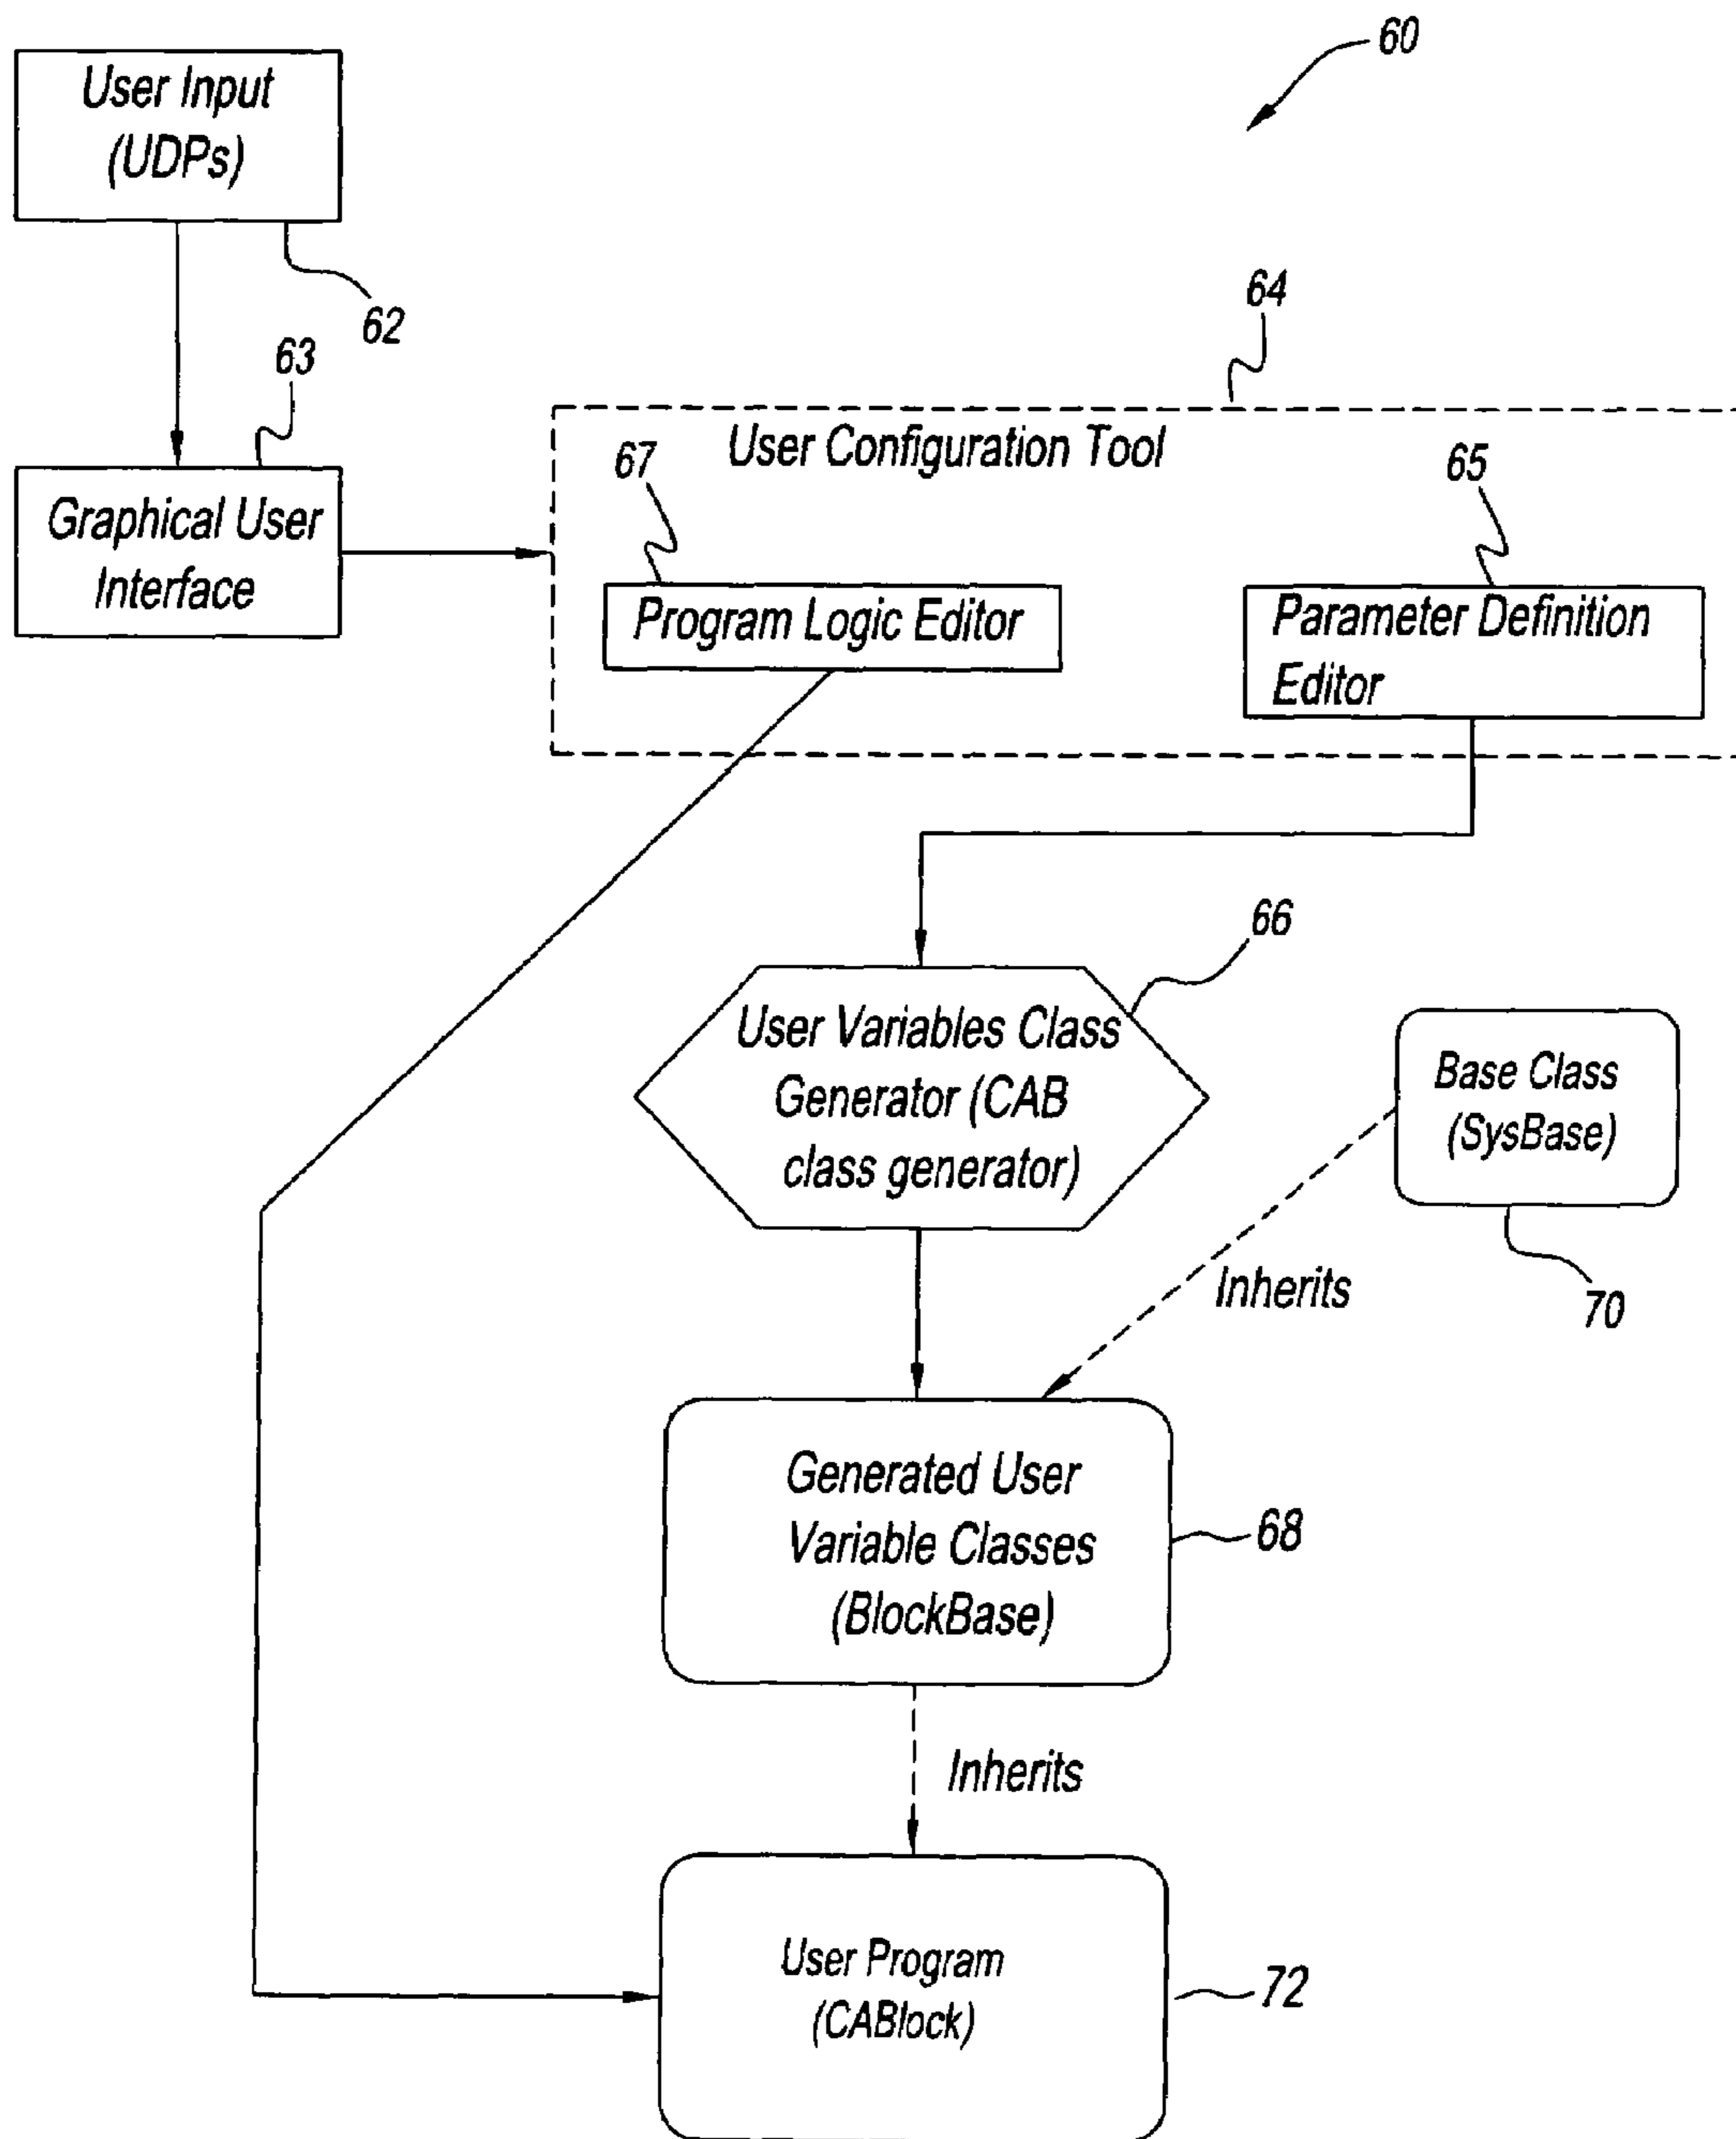 60
User Input
(UDPs)
62
63
Graphical User
Interface
64
User Configuration Tool
67
65
Program Logic Editor
Parameter Definition
Editor
66
User Variables Class
Generator (CAB
class generator)
Base Class
(SysBase)
70
Inherits
Generated User
Variable Classes
(BlockBase)
68
Inherits
User Program
(CABlock)
72